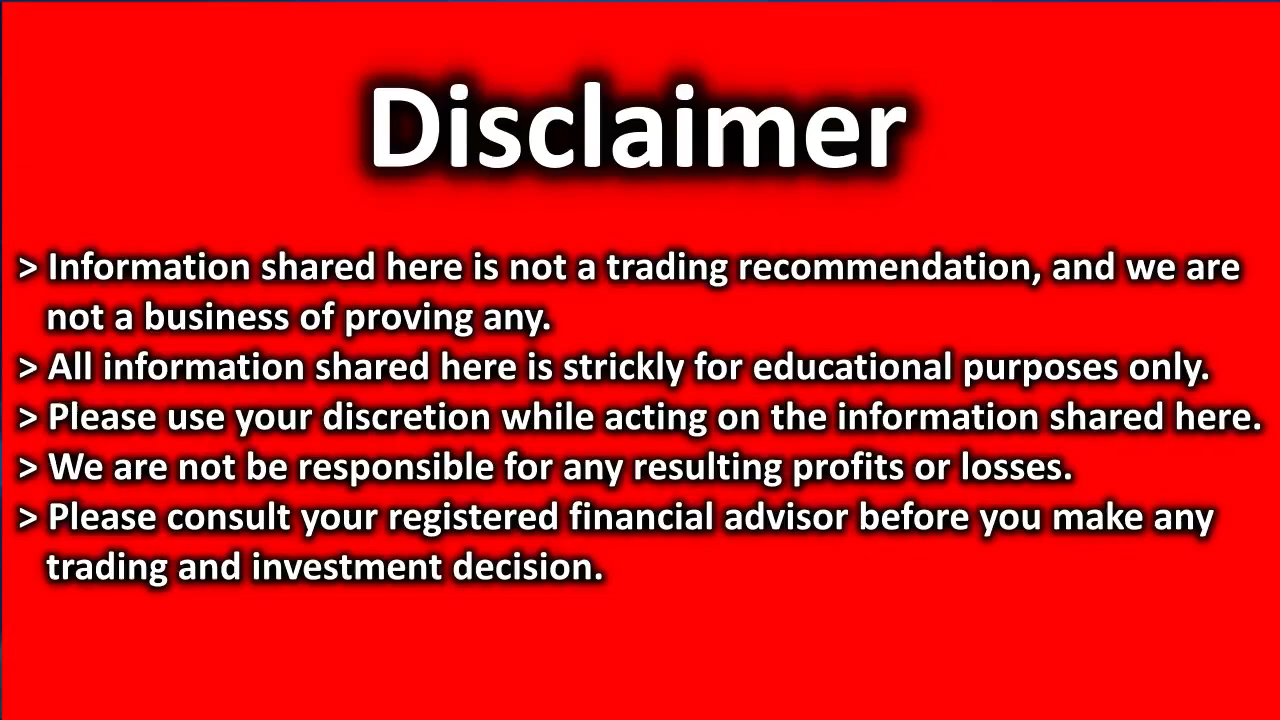 Disclaimer
> Information shared here is not a trading recommendation, and we are
not a business of proving any.
> All information shared here is strickly for educational purposes only.
> Please use your discretion while acting on the information shared here.
> We are not be responsible for any resulting profits or losses.
> Please consult your registered financial advisor before you make any
trading and investment decision.